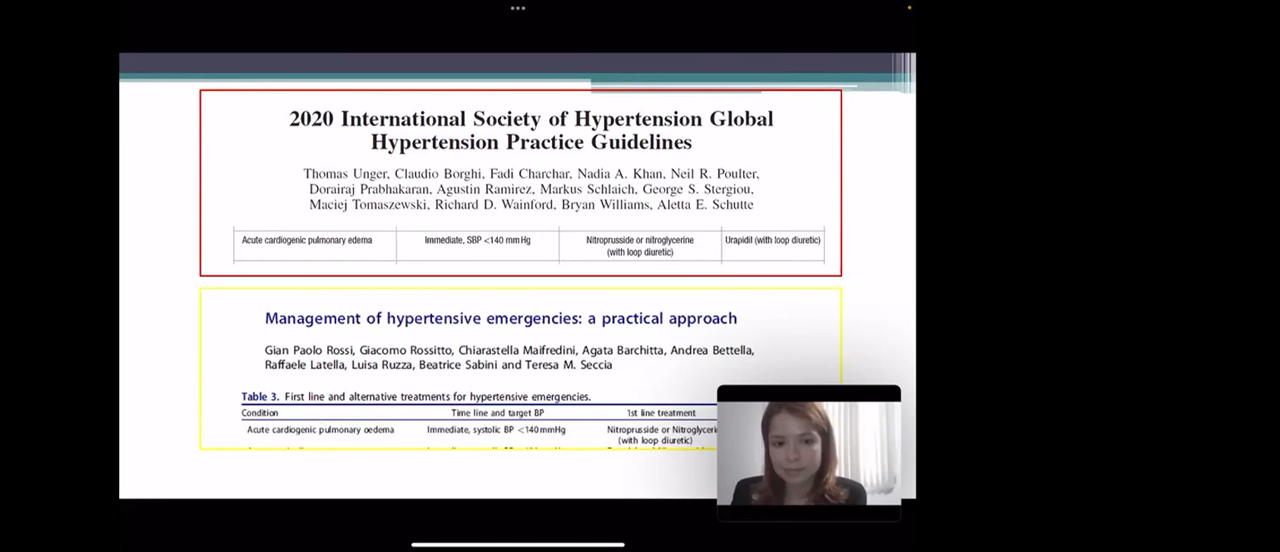 2020 International Society of Hypertension Global
Hypertension Practice Guidelines
Thomas Unger, Claudio Borghi, Fadi Charchar, Nadia A. Khan, Neil R. Poulter,
Dorairaj Prabhakaran, Agustin Ramirez, Markus Schlaich, George S. Stergiou,
Maciej Tomaszewski, Richard D. Wainford, Bryan Williams, Aletta E. Schutte
Acute cardiogenic pulmonary edema Immediate, SBP <140 mm Hg Nitroprusside or nitroglycerine Urapidil (with loop diuretic)
(with loop diuretic)
Management of hypertensive emergencies: a practical approach
Gian Paolo Rossi, Giacomo Rossitto, Chiarastella Maifredini, Agata Barchitta, Andrea Bettella,
Raffaele Latella, Luisa Ruzza, Beatrice Sabini and Teresa M. Seccia
Table 3. First line and alternative treatments for hypertensive emergencies.
Condition Time line and target BP 1st line treatment
Acute cardiogenic pulmonary oedema Immediate, systolic BP <140mmHg Nitroprusside or
(with loop diuretic)